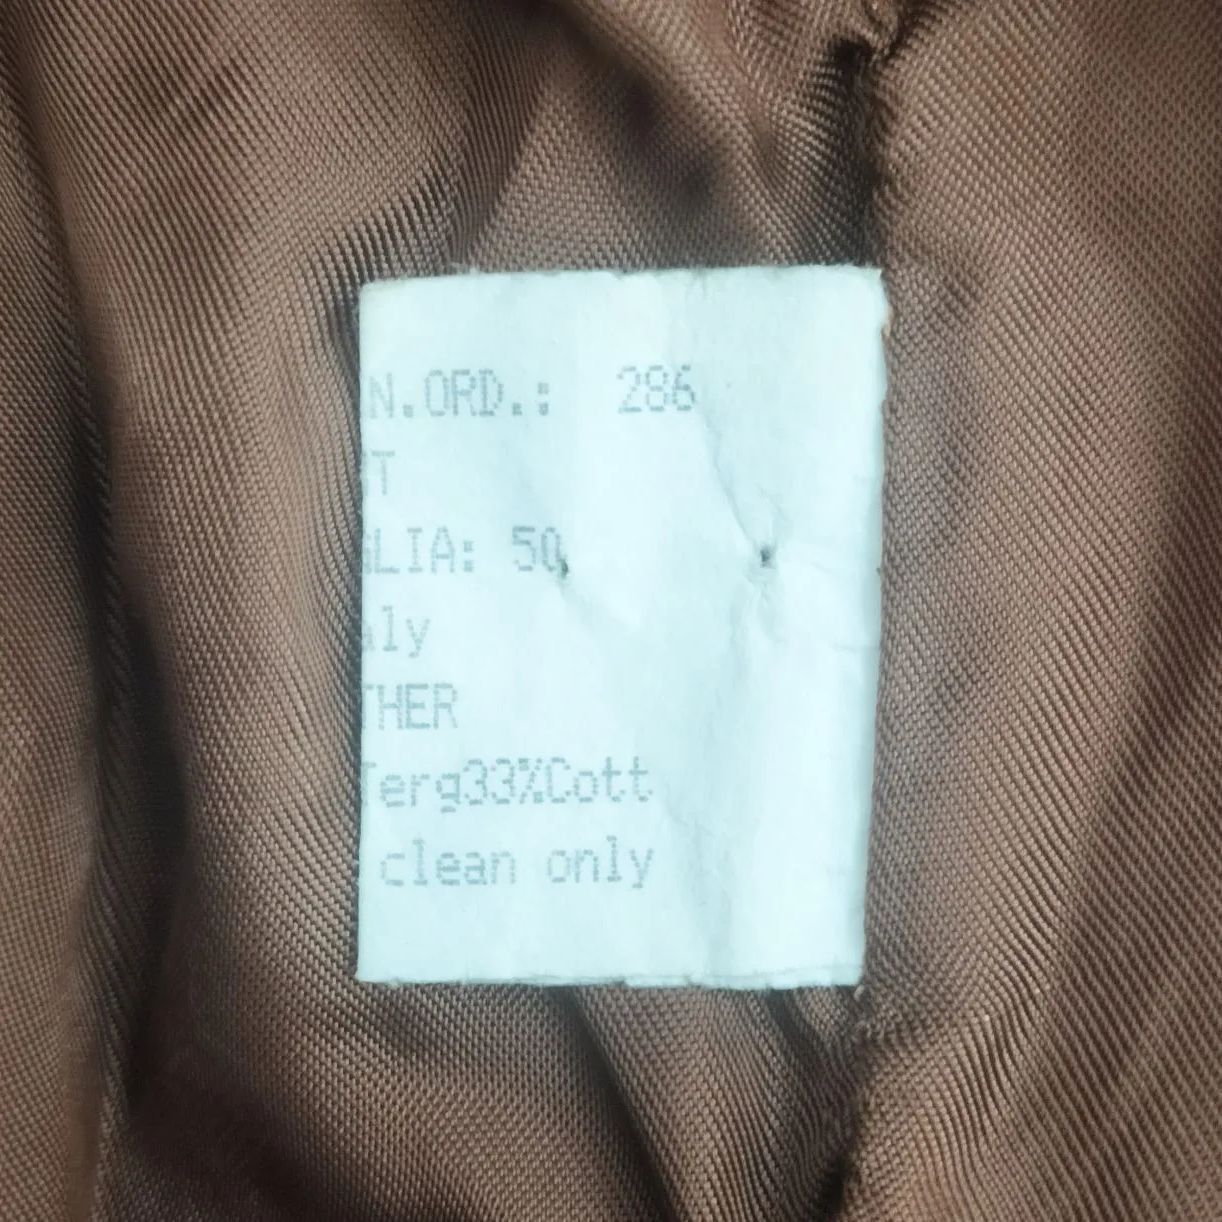 N.ORD.: 286
T
GLIA: 50
aly
THER
Terg33%Cott
clean only